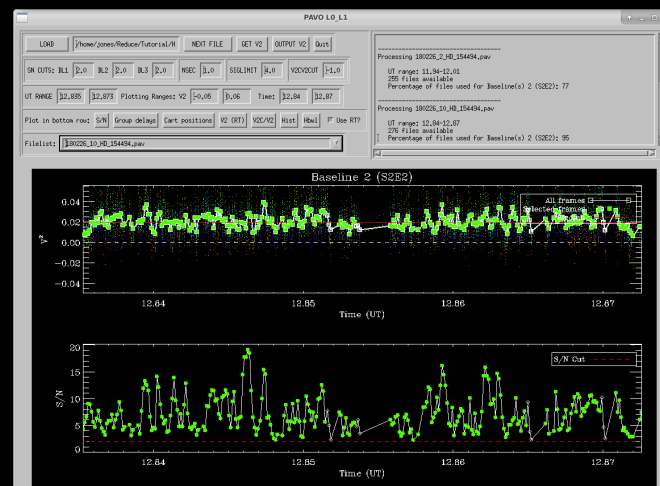 PAVO L0_L1
LOAD /home/jones/Reduce/Tutorial/H NEXT FILE GET V2 OUTPUT V2 Quit
SN CUTS: BL1 2.0 BL2 2.0 BL3 2.0 NSEC 1.0 SIGLIMIT 4.0 V2CV2CUT -1.0
UT RANGE 12.835 12.873 Plotting Ranges: V2 -0.05 0.06 Time: 12.84 12.87
Plot in bottom row: S/N Group delays Cart positions V2 (RT) V2C/V2 Hist Hbwl Use RT?
Filelist: 180226_10_HD_154494.pav
----------------------------------
Processing 180226_2_HD_154494.pav
UT range: 11.94-12.01
255 files available
Percentage of files used for Baseline(s) 2 (S2E2): 77
----------------------------------
Processing 180226_10_HD_154494.pav
UT range: 12.84-12.87
276 files available
Percentage of files used for Baseline(s) 2 (S2E2): 95
Baseline 2 (S2E2)
All frames
Selected frames
V²
0.04
0.02
0.00
-0.02
-0.04
12.84 12.85 12.86 12.87
Time (UT)
S/N Cut
S/N
20
15
10
5
0
12.84 12.85 12.86 12.87
Time (UT)